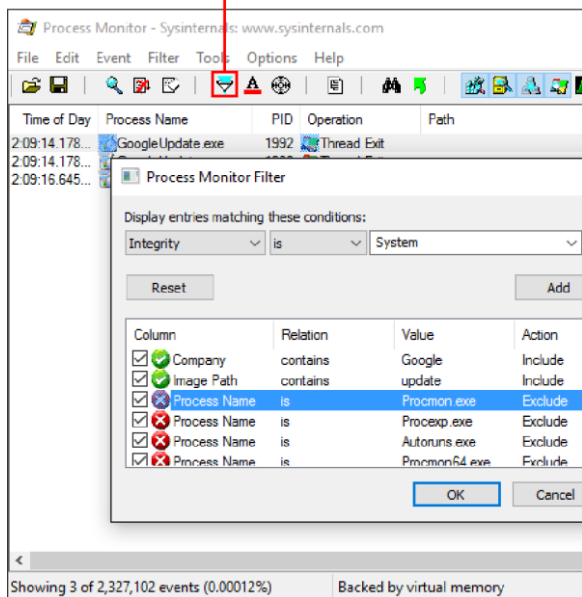 Process Monitor - Sysinternals: www.sysinternals.com
File Edit Event Filter Tools Options Help
Time of Day Process Name PID Operation Path
2:09:14.178... GoogleUpdate.exe 1992 Thread Exit
2:09:14.178...
2:09:16.645...
Process Monitor Filter
Display entries matching these conditions:
Integrity is System
Reset Add
Column Relation Value Action
Company contains Google Include
Image Path contains update Include
Process Name is Procmon.exe Exclude
Process Name is Procexp.exe Exclude
Process Name is Autoruns.exe Exclude
Process Name is Procmon64.exe Exclude
OK Cancel
Showing 3 of 2,327,102 events (0.00012%) Backed by virtual memory